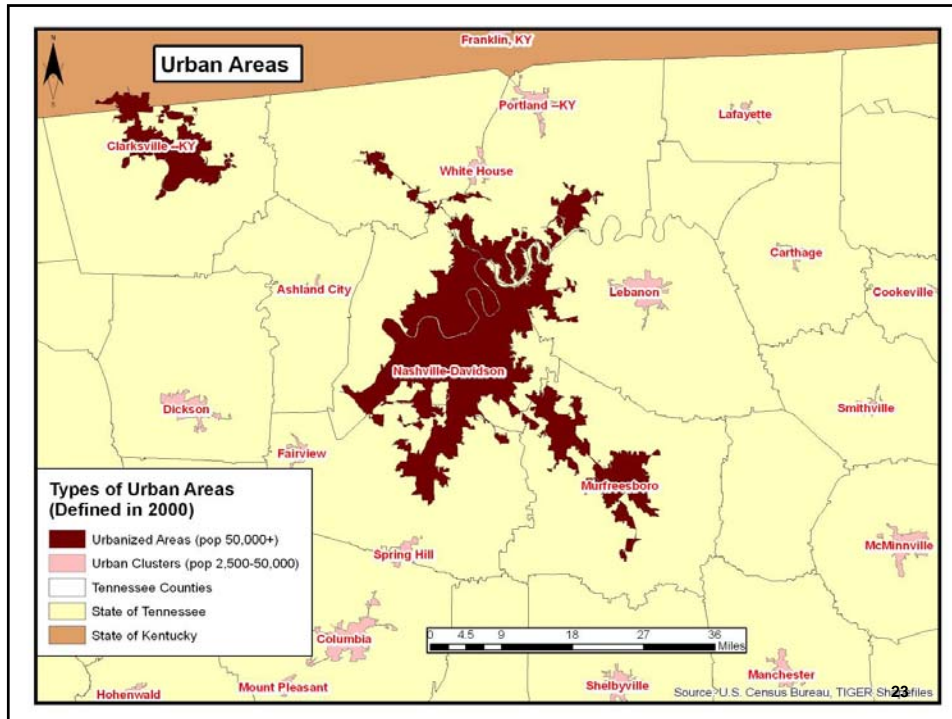 Franklin, KY
N
Urban Areas
S
Portland --KY
Lafayette
Clarksville --KY
White House
Carthage
Ashland City
Lebanon
Cookeville
Nashville-Davidson
Dickson
Smithville
Fairview
Types of Urban Areas
(Defined in 2000)
Urbanized Areas (pop 50,000+)
Urban Clusters (pop 2,500-50,000)
Tennessee Counties
State of Tennessee
State of Kentucky
Murfreesboro
Spring Hill
McMinnville
Columbia
0 4.5 9 18 27 36
Miles
Hohenwald
Mount Pleasant
Shelbyville
Manchester
Source: U.S. Census Bureau, TIGER Shapefiles
23